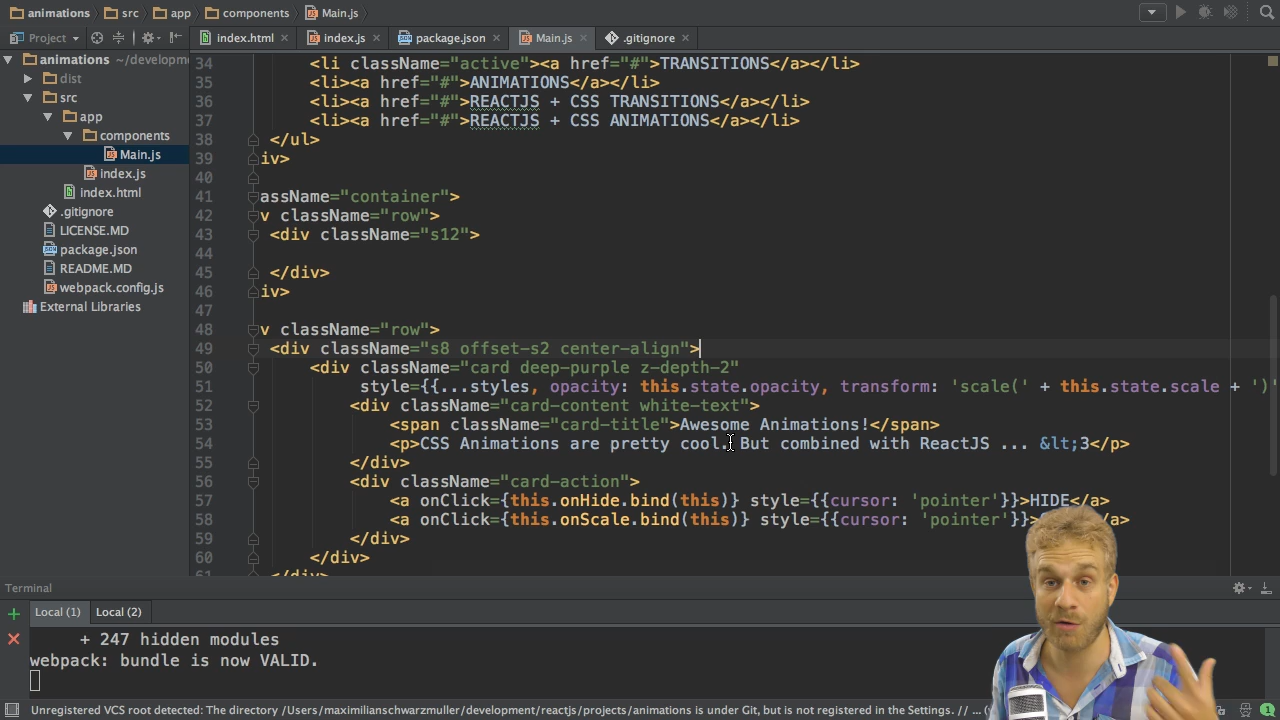 animations src app components Main.js
Project index.html index.js package.json Main.js .gitignore
animations ~/developm
dist
src
app
components
Main.js
index.js
index.html
.gitignore
LICENSE.MD
package.json
README.MD
webpack.config.js
External Libraries
34 <li className="active"><a href="#">TRANSITIONS</a></li>
35 <li><a href="#">ANIMATIONS</a></li>
36 <li><a href="#">REACTJS + CSS TRANSITIONS</a></li>
37 <li><a href="#">REACTJS + CSS ANIMATIONS</a></li>
38 </ul>
39 iv>
40
41 assName="container">
42 v className="row">
43 <div className="s12">
44
45 </div>
46 iv>
47
48 v className="row">
49 <div className="s8 offset-s2 center-align">
50 <div className="card deep-purple z-depth-2"
51 style={{...styles, opacity: this.state.opacity, transform: 'scale(' + this.state.scale + ')'
52 <div className="card-content white-text">
53 <span className="card-title">Awesome Animations!</span>
54 <p>CSS Animations are pretty cool. But combined with ReactJS ... &lt;3</p>
55 </div>
56 <div className="card-action">
57 <a onClick={this.onHide.bind(this)} style={{cursor: 'pointer'}}>HIDE</a>
58 <a onClick={this.onScale.bind(this)} style={{cursor: 'pointer'}}> </a>
59 </div>
60 </div>
61 </div>
Terminal
Local (1) Local (2)
+ 247 hidden modules
webpack: bundle is now VALID.
Unregistered VCS root detected: The directory /Users/maximilianschwarzmuller/development/reactjs/projects/animations is under Git, but is not registered in the Settings. // ...
1